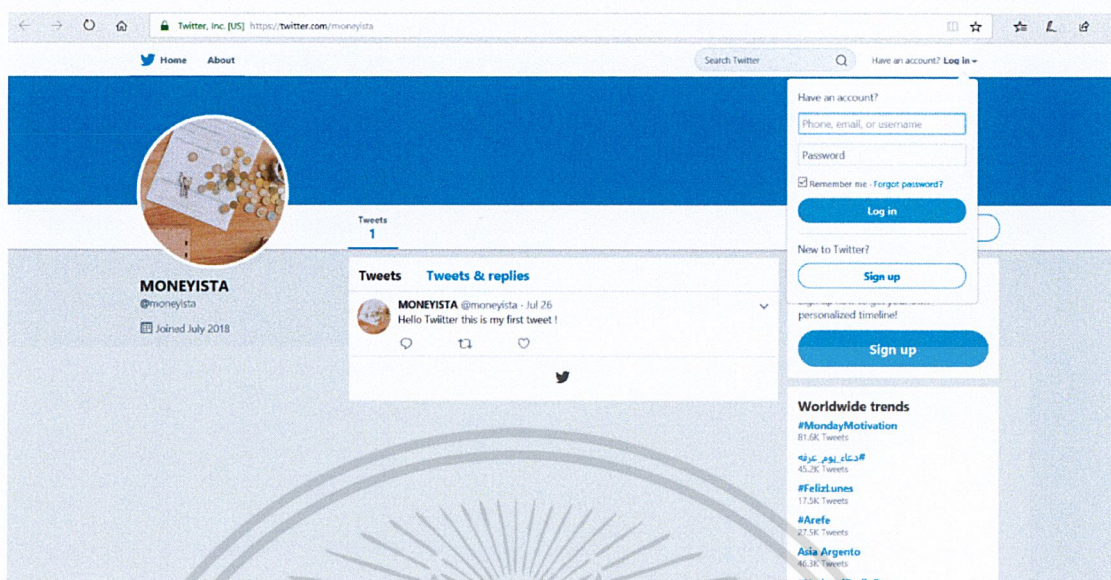 Twitter, Inc. [US] https://twitter.com/moneyista
Home About
Search Twitter
Have an account? Log in
Have an account?
Phone, email, or username
Password
Remember me · Forgot password?
Log in
New to Twitter?
Sign up
Tweets
1
MONEYISTA
@moneyista
Joined July 2018
Tweets Tweets & replies
MONEYISTA @moneyista · Jul 26
Hello Twiitter this is my first tweet !
personalized timeline!
Sign up
Worldwide trends
#MondayMotivation
81.6K Tweets
#دعاء_يوم_عرفه
45.2K Tweets
#FelizLunes
17.5K Tweets
#Arefe
27.5K Tweets
Asia Argento
46.3K Tweets